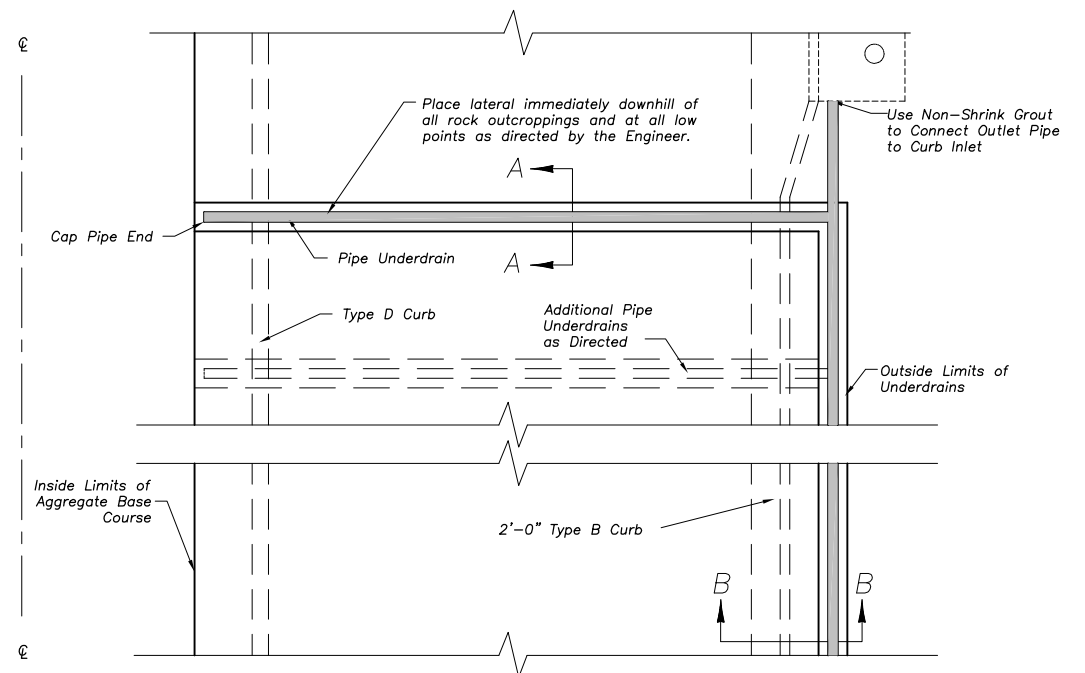 ℄
Place lateral immediately downhill of
all rock outcroppings and at all low
points as directed by the Engineer.
Use Non-Shrink Grout
to Connect Outlet Pipe
to Curb Inlet
A
Cap Pipe End
Pipe Underdrain
A
Type D Curb
Additional Pipe
Underdrains
as Directed
Outside Limits of
Underdrains
Inside Limits of
Aggregate Base
Course
2'-0" Type B Curb
B
B
℄